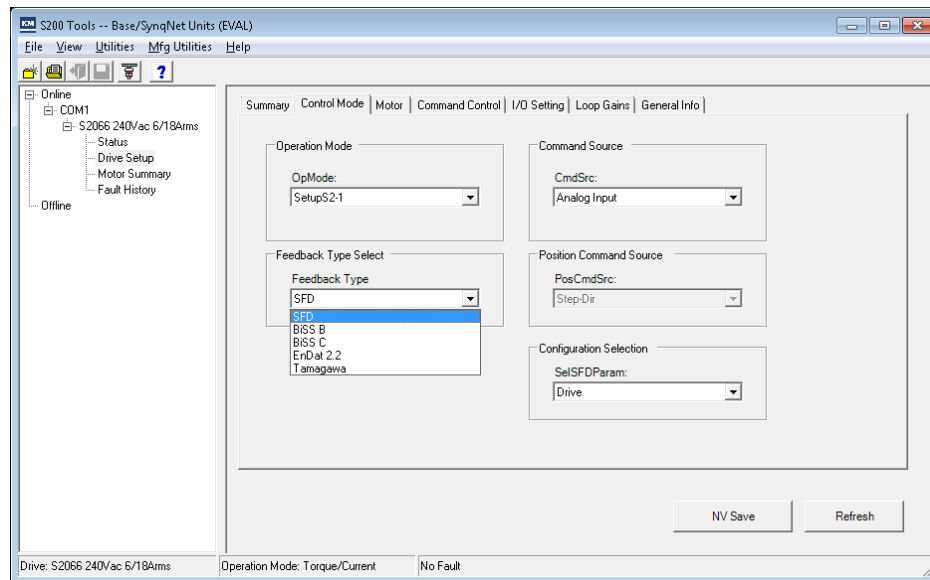 S200 Tools -- Base/SynqNet Units (EVAL)
File View Utilities Mfg Utilities Help
?
Online
COM1
S2066 240Vac 6/18Arms
Status
Drive Setup
Motor Summary
Fault History
Offline
Summary Control Mode Motor Command Control I/O Setting Loop Gains General Info
Operation Mode
OpMode:
SetupS2-1
Command Source
CmdSrc:
Analog Input
Feedback Type Select
Feedback Type
SFD
SFD
BiSS B
BiSS C
EnDat 2.2
Tamagawa
Position Command Source
PosCmdSrc:
Step-Dir
Configuration Selection
SelSFDParam:
Drive
NV Save Refresh
Drive: S2066 240Vac 6/18Arms Operation Mode: Torque/Current No Fault